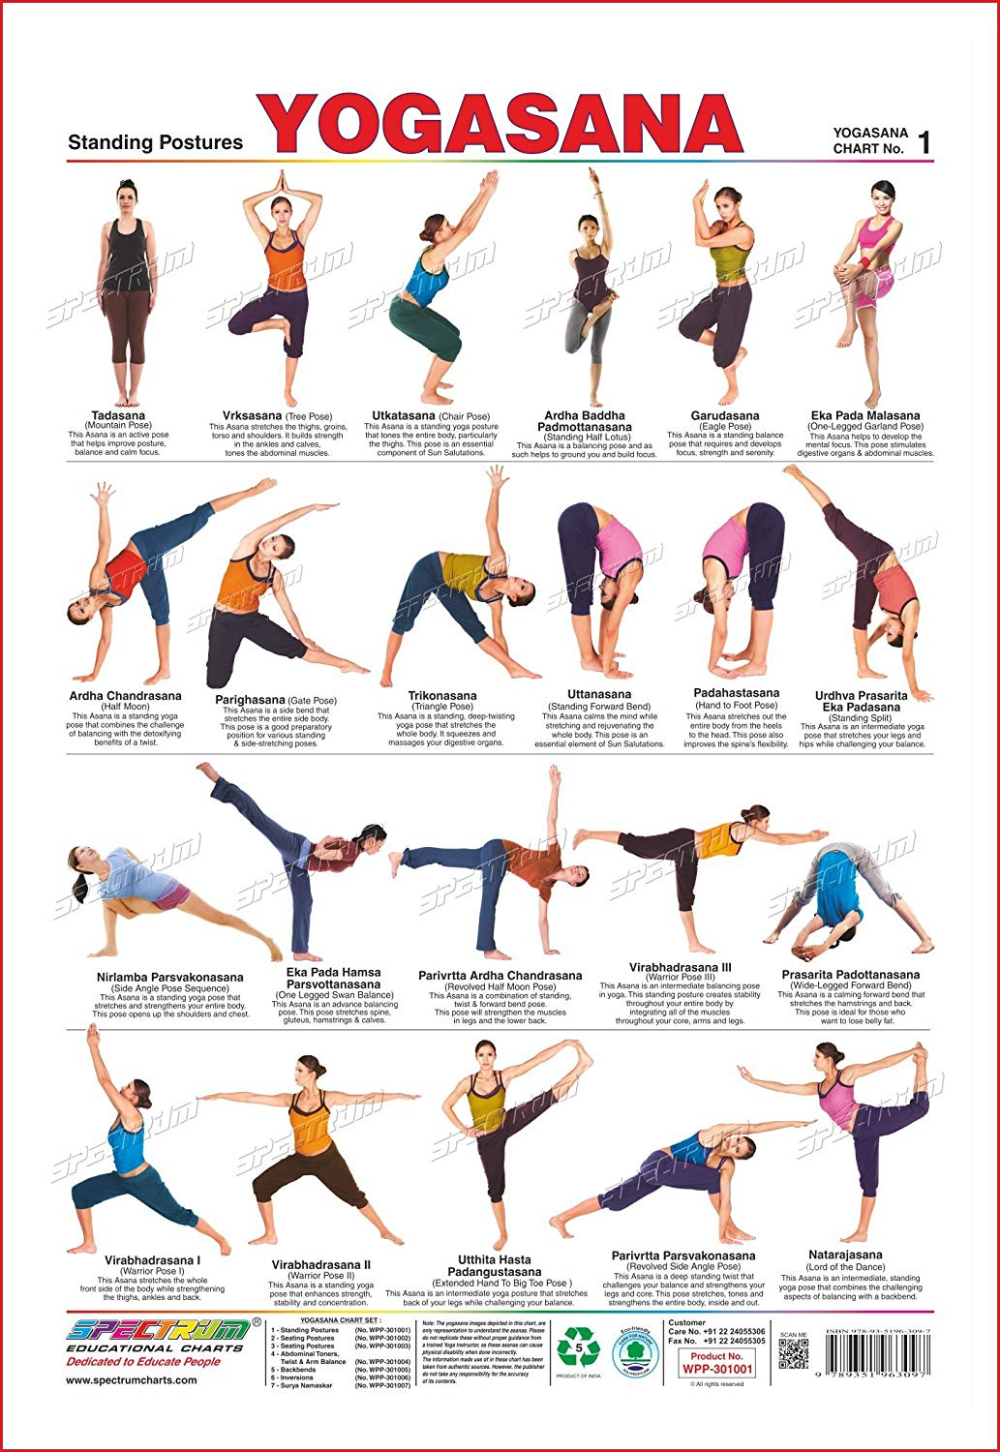 YOGASANA
Standing Postures
YOGASANA
CHART No. 1
SPECTRUM
SPECTRUM
SPECTRUM
SPECTRUM
SPECTRUM
SPECTRUM
Tadasana
(Mountain Pose)
This Asana is an active pose
that helps improve posture,
balance and calm focus.
Vrksasana (Tree Pose)
This Asana stretches the thighs, groins,
torso and shoulders. It builds strength
in the ankles and calves,
tones the abdominal muscles.
Utkatasana (Chair Pose)
This Asana is a standing yoga posture
that tones the entire body, particularly
the thighs. This pose is an essential
component of Sun Salutations.
Ardha Baddha
Padmottanasana
(Standing Half Lotus)
This Asana is a balancing pose and as
such helps to ground you and build focus.
Garudasana
(Eagle Pose)
This Asana is a standing balance
pose that requires and develops
focus, strength and serenity.
Eka Pada Malasana
(One-Legged Garland Pose)
This Asana helps to develop the
mental focus. This pose stimulates
digestive organs & abdominal muscles.
SPECTRUM
SPECTRUM
SPECTRUM
SPECTRUM
SPECTRUM
SPECTRUM
Ardha Chandrasana
(Half Moon)
This Asana is a standing yoga
pose that combines the challenge
of balancing with the detoxifying
benefits of a twist.
Parighasana (Gate Pose)
This Asana is a side bend that
stretches the entire side body.
This pose is a good preparatory
position for various standing
& side-stretching poses.
Trikonasana
(Triangle Pose)
This Asana is a standing, deep-twisting
yoga pose that stretches the
whole body. It squeezes and
massages your digestive organs.
Uttanasana
(Standing Forward Bend)
This Asana calms the mind while
stretching and rejuvenating the
whole body. This pose is an
essential element of Sun Salutations.
Padahastasana
(Hand to Foot Pose)
This Asana stretches out the
entire body from the heels
to the head. This pose also
improves the spine's flexibility.
Urdhva Prasarita
Eka Padasana
(Standing Split)
This Asana is an intermediate yoga
pose that stretches your legs and
hips while challenging your balance.
SPECTRUM
SPECTRUM
SPECTRUM
SPECTRUM
SPECTRUM
Nirlamba Parsvakonasana
(Side Angle Pose Sequence)
This Asana is a standing yoga pose that
stretches and strengthens your entire body.
This pose opens up the shoulders and chest.
Eka Pada Hamsa
Parsvottanasana
(One Legged Swan Balance)
This Asana is an advance balancing
pose. This pose stretches spine,
gluteus, hamstrings & calves.
Parivrtta Ardha Chandrasana
(Revolved Half Moon Pose)
This Asana is a combination of standing,
twist & forward bend pose.
This pose will strengthen the muscles
in legs and the lower back.
Virabhadrasana III
(Warrior Pose III)
This Asana is an intermediate balancing pose
in yoga. This standing posture creates stability
throughout your entire body by
integrating all of the muscles
throughout your core, arms and legs.
Prasarita Padottanasana
(Wide-Legged Forward Bend)
This Asana is a calming forward bend that
stretches the hamstrings and back.
This pose is ideal for those who
want to lose belly fat.
SPECTRUM
SPECTRUM
SPECTRUM
SPECTRUM
SPECTRUM
Virabhadrasana I
(Warrior Pose I)
This Asana stretches the whole
front side of the body while strengthening
the thighs, ankles and back.
Virabhadrasana II
(Warrior Pose II)
This Asana is a standing yoga
pose that enhances strength,
stability and concentration.
Utthita Hasta
Padangustasana
(Extended Hand To Big Toe Pose )
This Asana is an intermediate yoga posture that stretches
back of your legs while challenging your balance.
Parivrtta Parsvakonasana
(Revolved Side Angle Pose)
This Asana is a deep standing twist that
challenges your balance and strengthens your
legs and core. This pose stretches, tones and
strengthens the entire body, inside and out.
Natarajasana
(Lord of the Dance)
This Asana is an intermediate, standing
yoga pose that combines the challenging
aspects of balancing with a backbend.
SPECTRUM®
EDUCATIONAL CHARTS
Dedicated to Educate People
www.spectrumcharts.com
YOGASANA CHART SET :
1 - Standing Postures (No. WPP-301001)
2 - Seating Postures (No. WPP-301002)
3 - Seating Postures (No. WPP-301003)
4 - Abdominal Toners,
Twist & Arm Balance (No. WPP-301004)
5 - Backbends (No. WPP-301005)
6 - Inversions (No. WPP-301006)
7 - Surya Namaskar (No. WPP-301007)
Note: The yogasana images depicted in this chart, are
only representation to understand the asanas. Please
do not replicate these without proper guidance from
a trained Yoga Instructor, as these asanas can cause
physical disability when done incorrectly.
The information made use of in these chart has been
taken from authentic sources. However, the publisher
do not take any responsibility for the accuracy
of its contents.
5
PRODUCT OF INDIA
Eco-friendly
Customer
Care No. +91 22 24055306
Fax No. +91 22 24055305
Product No.
WPP-301001
© All rights reserved
SCAN ME
ISBN 978-93-5196-309-7
9 789351 963097